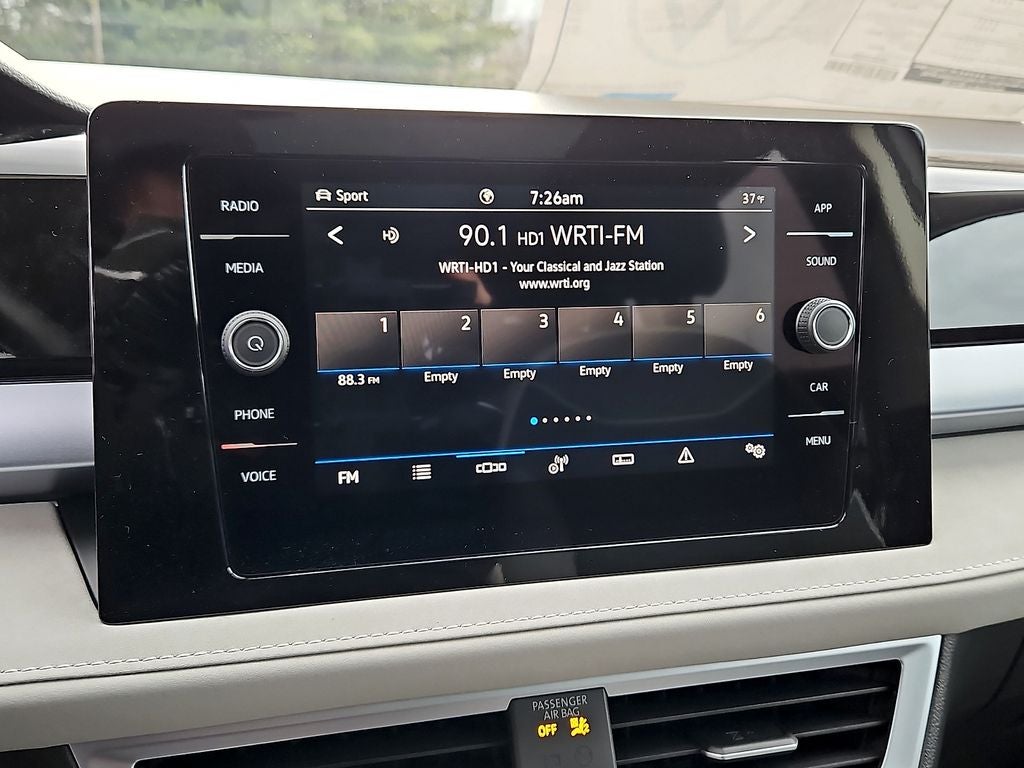 RADIO
MEDIA
PHONE
VOICE
Sport 7:26am 37°F
< HD 90.1 HD1 WRTI-FM >
WRTI-HD1 - Your Classical and Jazz Station
www.wrti.org
1 2 3 4 5 6
88.3 FM Empty Empty Empty Empty Empty
FM
APP
SOUND
CAR
MENU
PASSENGER
AIR BAG
OFF